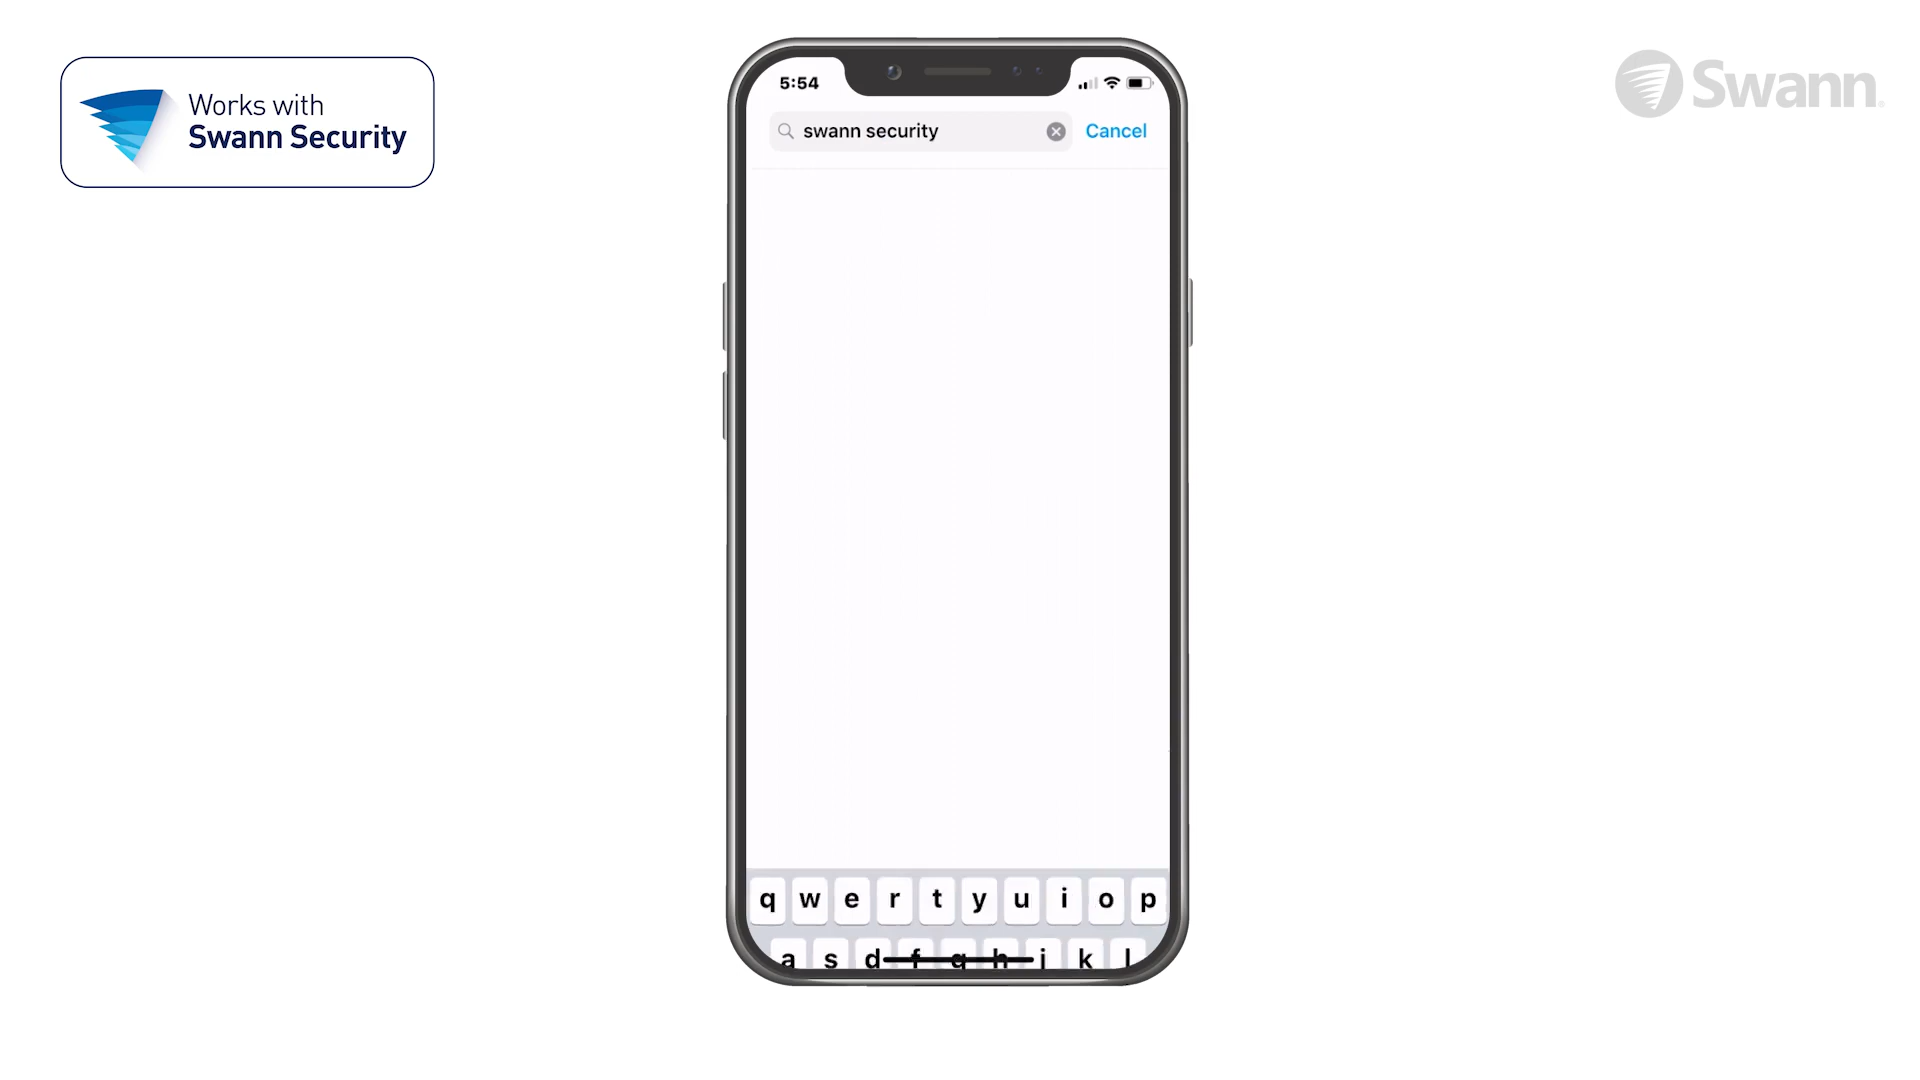 Works with
Swann Security
Swann
5:54
swann security
Cancel
q w e r t y u i o p
a s d f g h j k l